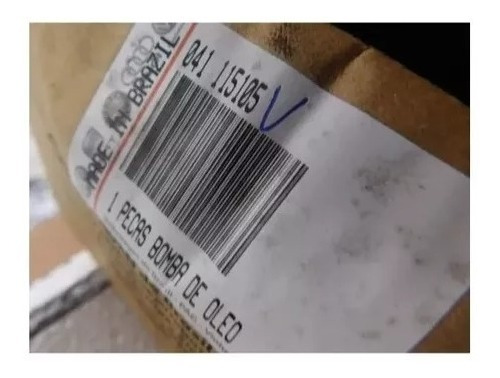 MADE IN BRAZIL
041 115105
1 PECAS BOMBA DE OLEO